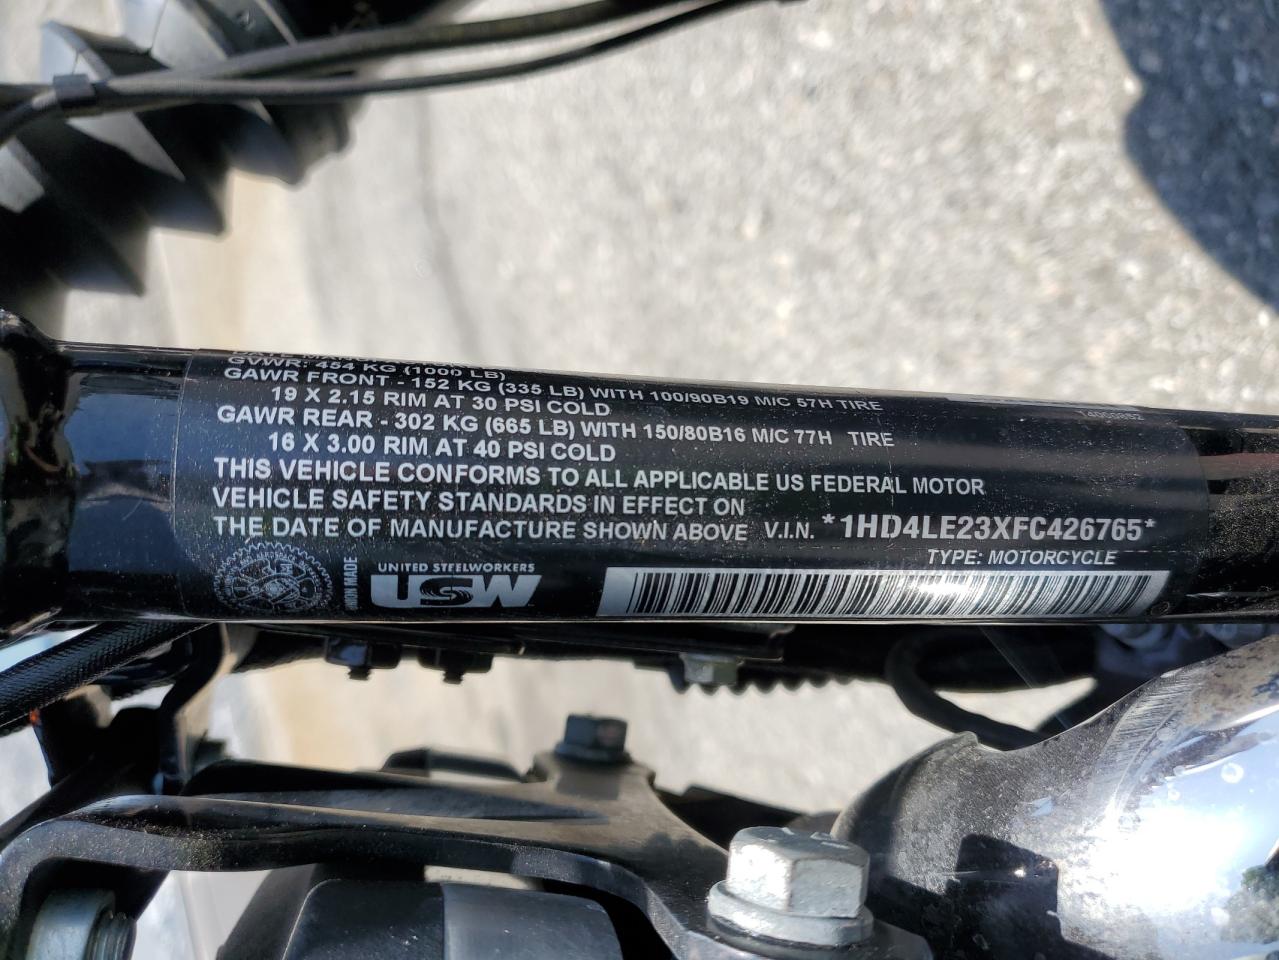 GVWR: 454 KG (1000 LB)
GAWR FRONT - 152 KG (335 LB) WITH 100/90B19 M/C 57H TIRE
19 X 2.15 RIM AT 30 PSI COLD
14000852
GAWR REAR - 302 KG (665 LB) WITH 150/80B16 M/C 77H TIRE
16 X 3.00 RIM AT 40 PSI COLD
THIS VEHICLE CONFORMS TO ALL APPLICABLE US FEDERAL MOTOR
VEHICLE SAFETY STANDARDS IN EFFECT ON
THE DATE OF MANUFACTURE SHOWN ABOVE V.I.N. *1HD4LE23XFC426765*
TYPE: MOTORCYCLE
UNION MADE
UNITED STEELWORKERS
USW